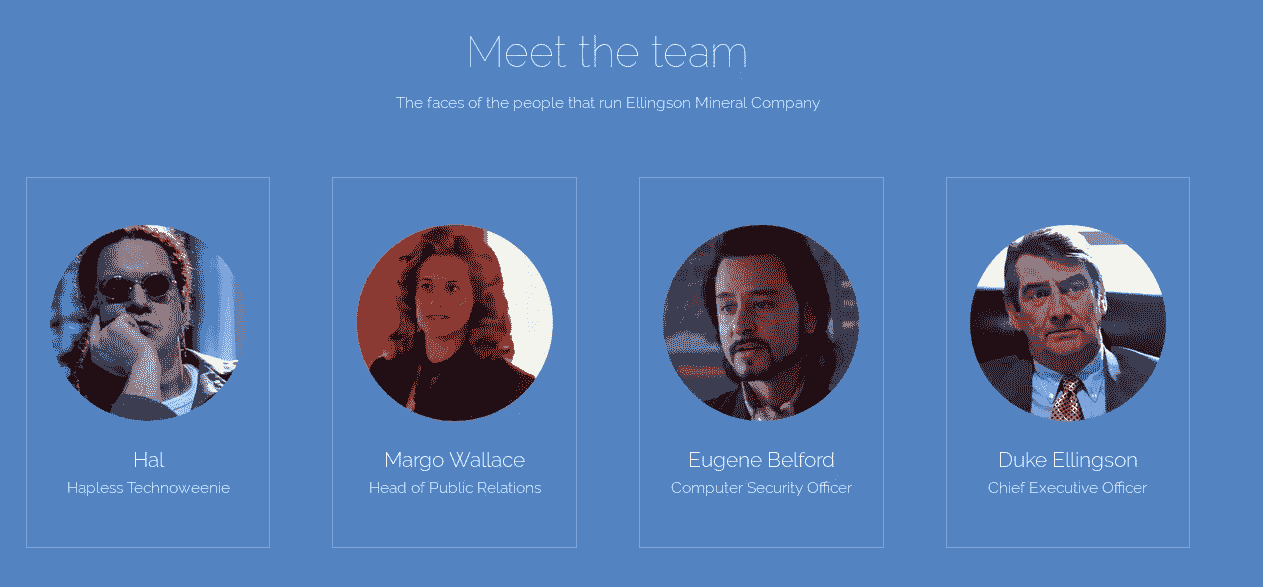 Meet the team
The faces of the people that run Ellingson Mineral Company
Hal
Hapless Technoweenie
Margo Wallace
Head of Public Relations
Eugene Belford
Computer Security Officer
Duke Ellingson
Chief Executive Officer